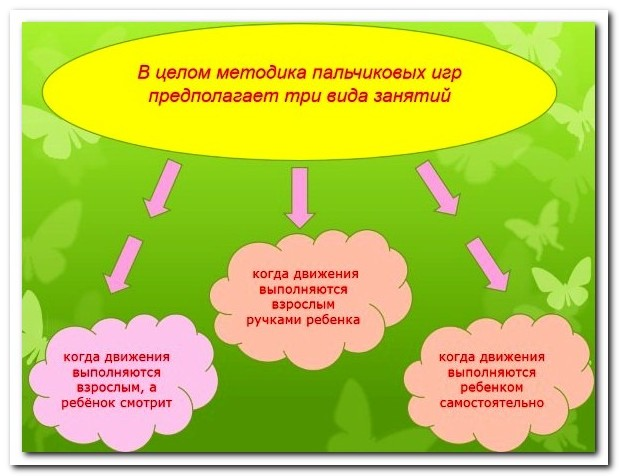 В целом методика пальчиковых игр
предполагает три вида занятий
когда движения
выполняются
взрослым
ручками ребенка
когда движения
выполняются
взрослым, а
ребёнок смотрит
когда движения
выполняются
ребенком
самостоятельно